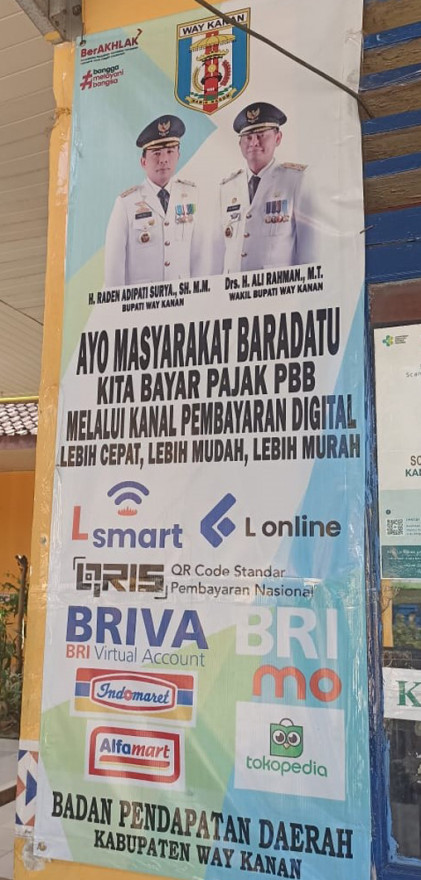 BerAKHLAK
#bangga
melayani
bangsa
WAY KANAN
H. RADEN ADIPATI SURYA., SH. M.M.
BUPATI WAY KANAN
Drs. H. ALI RAHMAN., M.T.
WAKIL BUPATI WAY KANAN
AYO MASYARAKAT BARADATU
KITA BAYAR PAJAK PBB
MELALUI KANAL PEMBAYARAN DIGITAL
LEBIH CEPAT, LEBIH MUDAH, LEBIH MURAH
L smart
L online
QRIS
QR Code Standar
Pembayaran Nasional
BRIVA
BRI Virtual Account
BRI
mo
Indomaret
Alfamart
tokopedia
BADAN PENDAPATAN DAERAH
KABUPATEN WAY KANAN